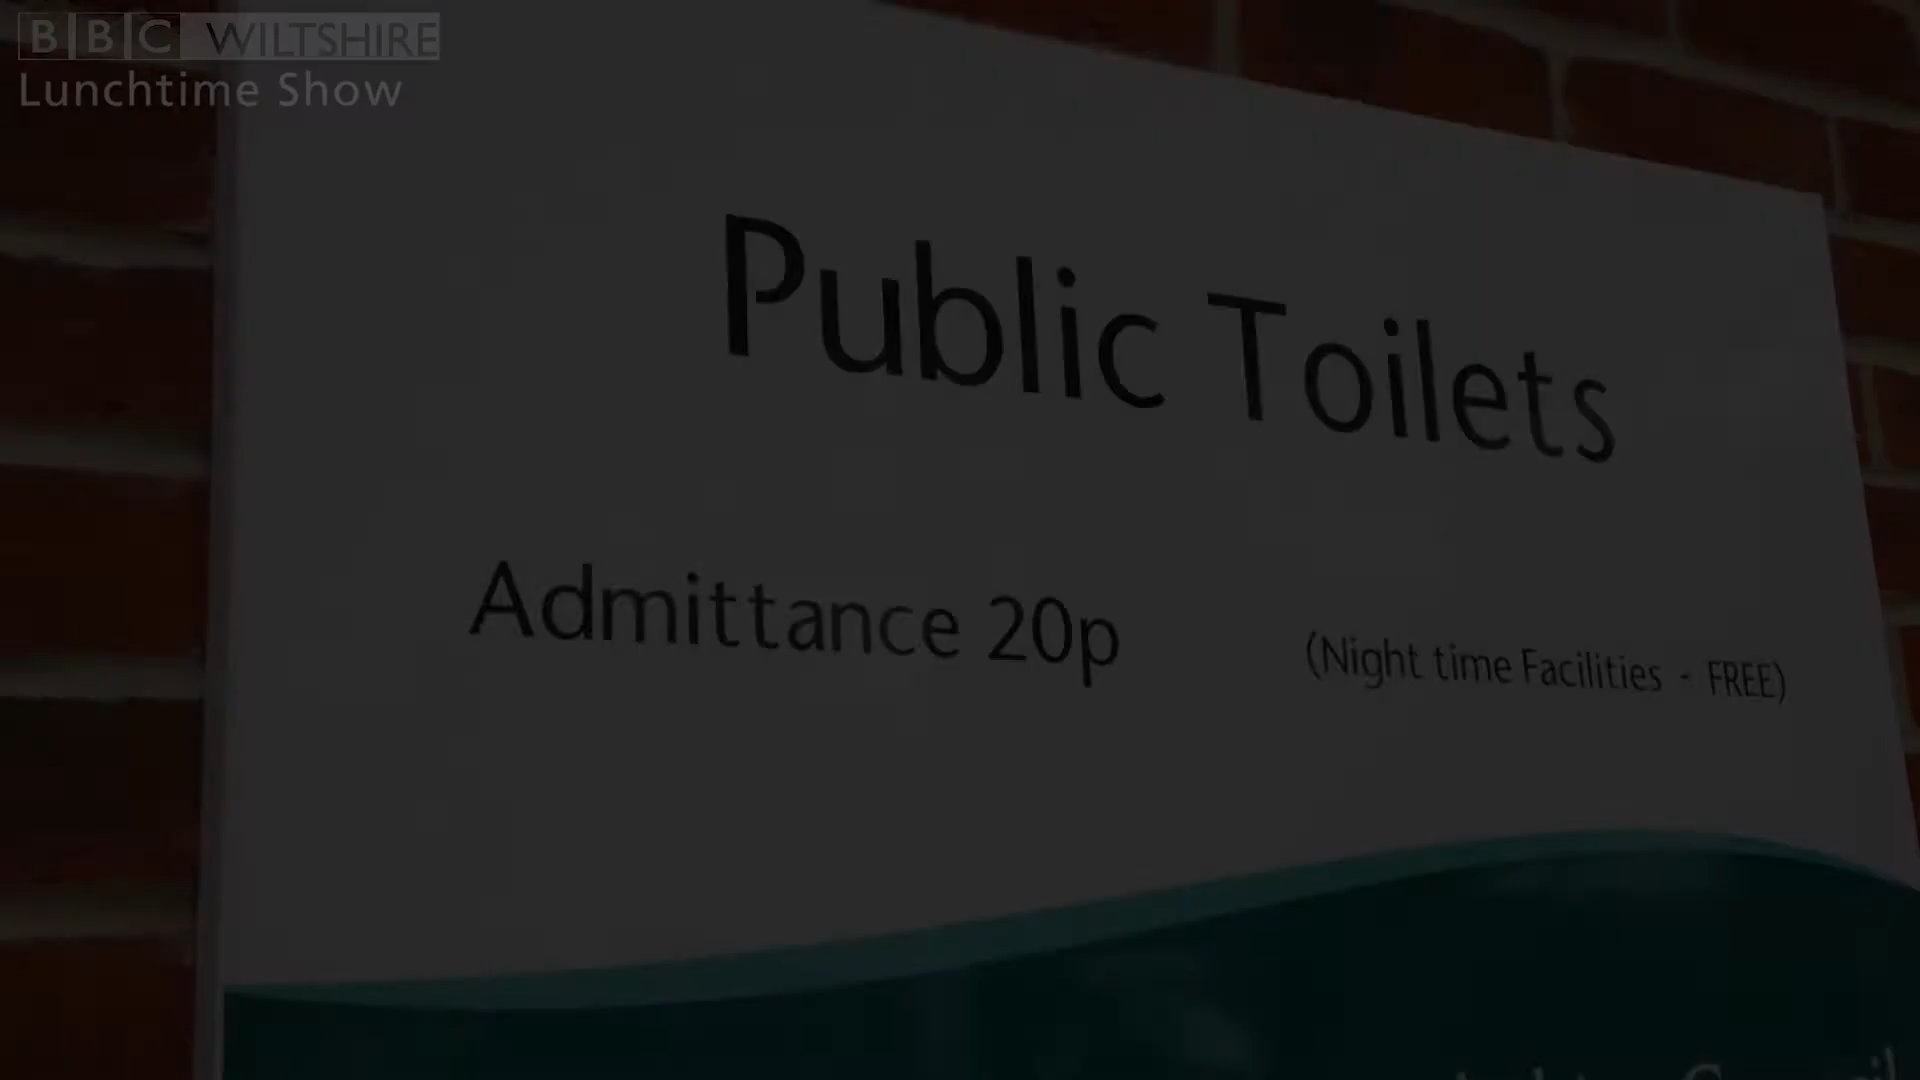 BBC WILTSHIRE
Lunchtime Show
Public Toilets
Admittance 20p
(Night time Facilities - FREE)